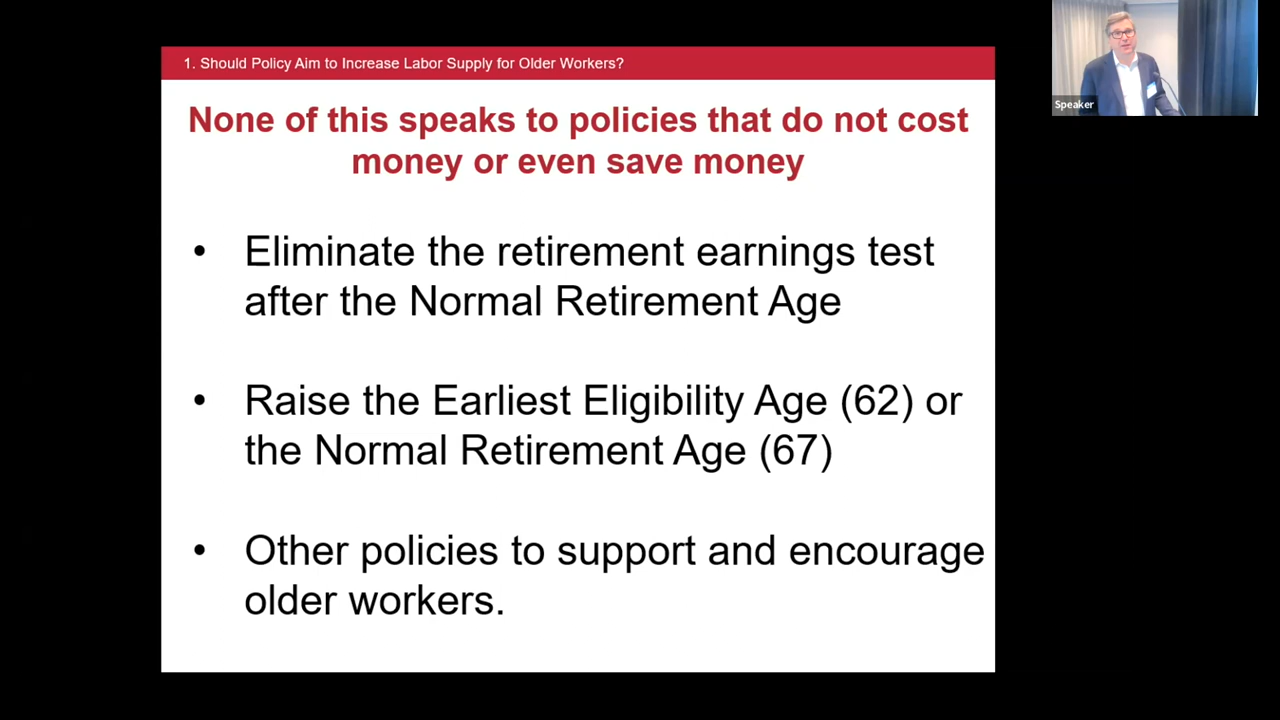 1. Should Policy Aim to Increase Labor Supply for Older Workers?
None of this speaks to policies that do not cost
money or even save money
• Eliminate the retirement earnings test
after the Normal Retirement Age
• Raise the Earliest Eligibility Age (62) or
the Normal Retirement Age (67)
• Other policies to support and encourage
older workers.
Speaker